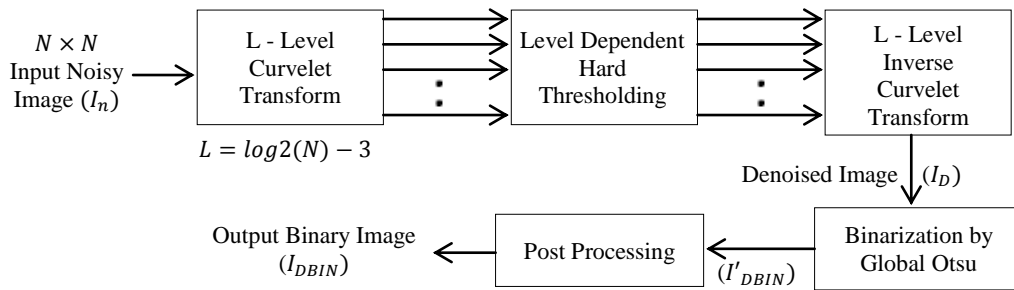 N × N
Input Noisy
Image (I_n)
L - Level
Curvelet
Transform
L = log2(N) − 3
Level Dependent
Hard
Thresholding
L - Level
Inverse
Curvelet
Transform
Denoised Image (I_D)
Binarization by
Global Otsu
(I'_DBIN)
Post Processing
Output Binary Image
(I_DBIN)